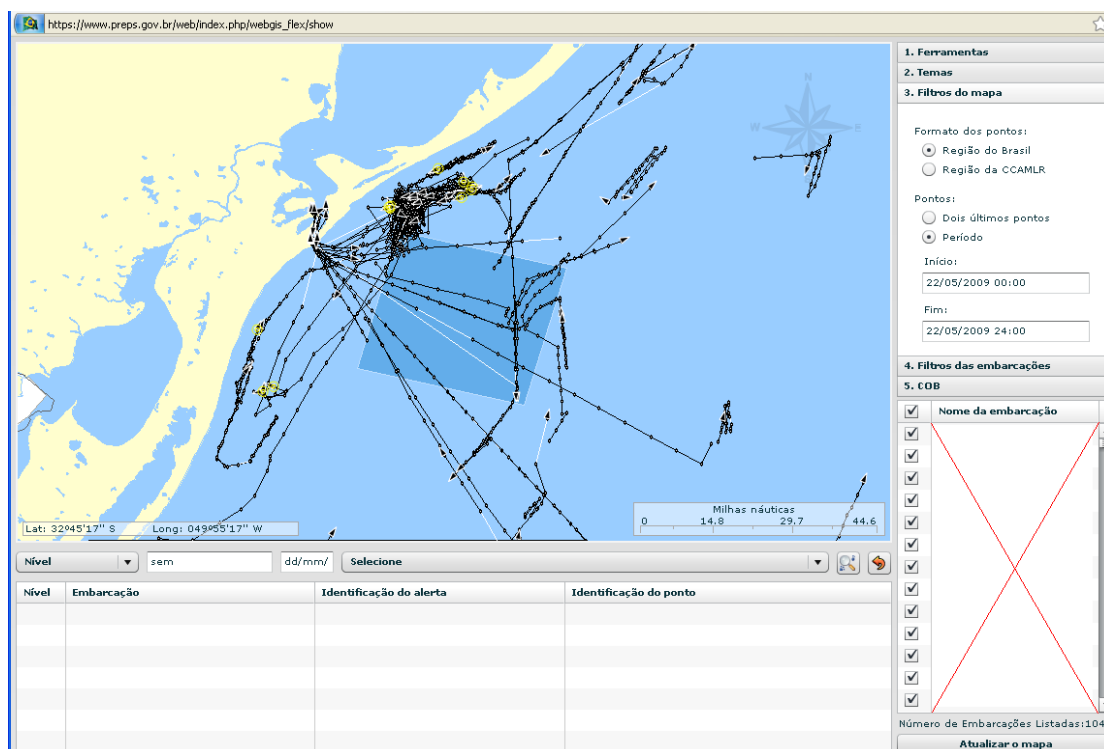 https://www.preps.gov.br/web/index.php/webgis_flex/show
N
W
E
Lat: 32º45'17" S Long: 049º55'17" W
Milhas náuticas
0 14.8 29.7 44.6
1. Ferramentas
2. Temas
3. Filtros do mapa
Formato dos pontos:
Região do Brasil
Região da CCAMLR
Pontos:
Dois últimos pontos
Período
Início:
22/05/2009 00:00
Fim:
22/05/2009 24:00
4. Filtros das embarcações
5. COB
Nome da embarcação
Número de Embarcações Listadas:104
Atualizar o mapa
Nível sem dd/mm/ Selecione
Nível Embarcação Identificação do alerta Identificação do ponto